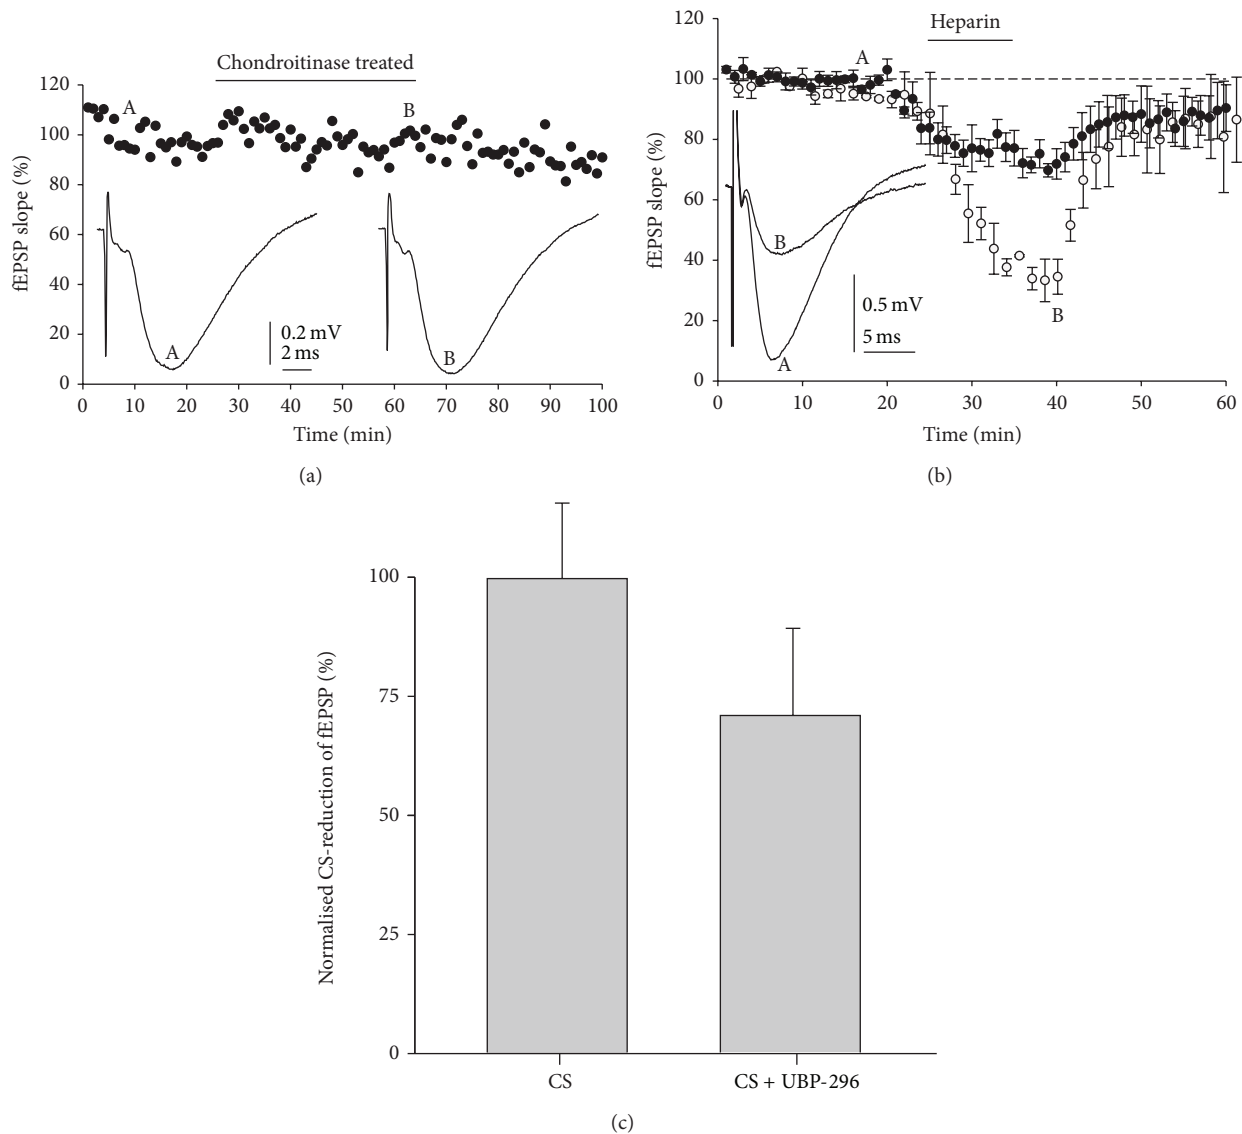 Chondroitinase treated
120
100
80
60
40
20
0
fEPSP slope (%)
A
B
A
B
0.2 mV
2 ms
0 10 20 30 40 50 60 70 80 90 100
Time (min)
(a)
Heparin
120
100
80
60
40
20
0
fEPSP slope (%)
A
B
B
A
0.5 mV
5 ms
0 10 20 30 40 50 60
Time (min)
(b)
100
75
50
25
0
Normalised CS-reduction of fEPSP (%)
CS
CS + UBP-296
(c)